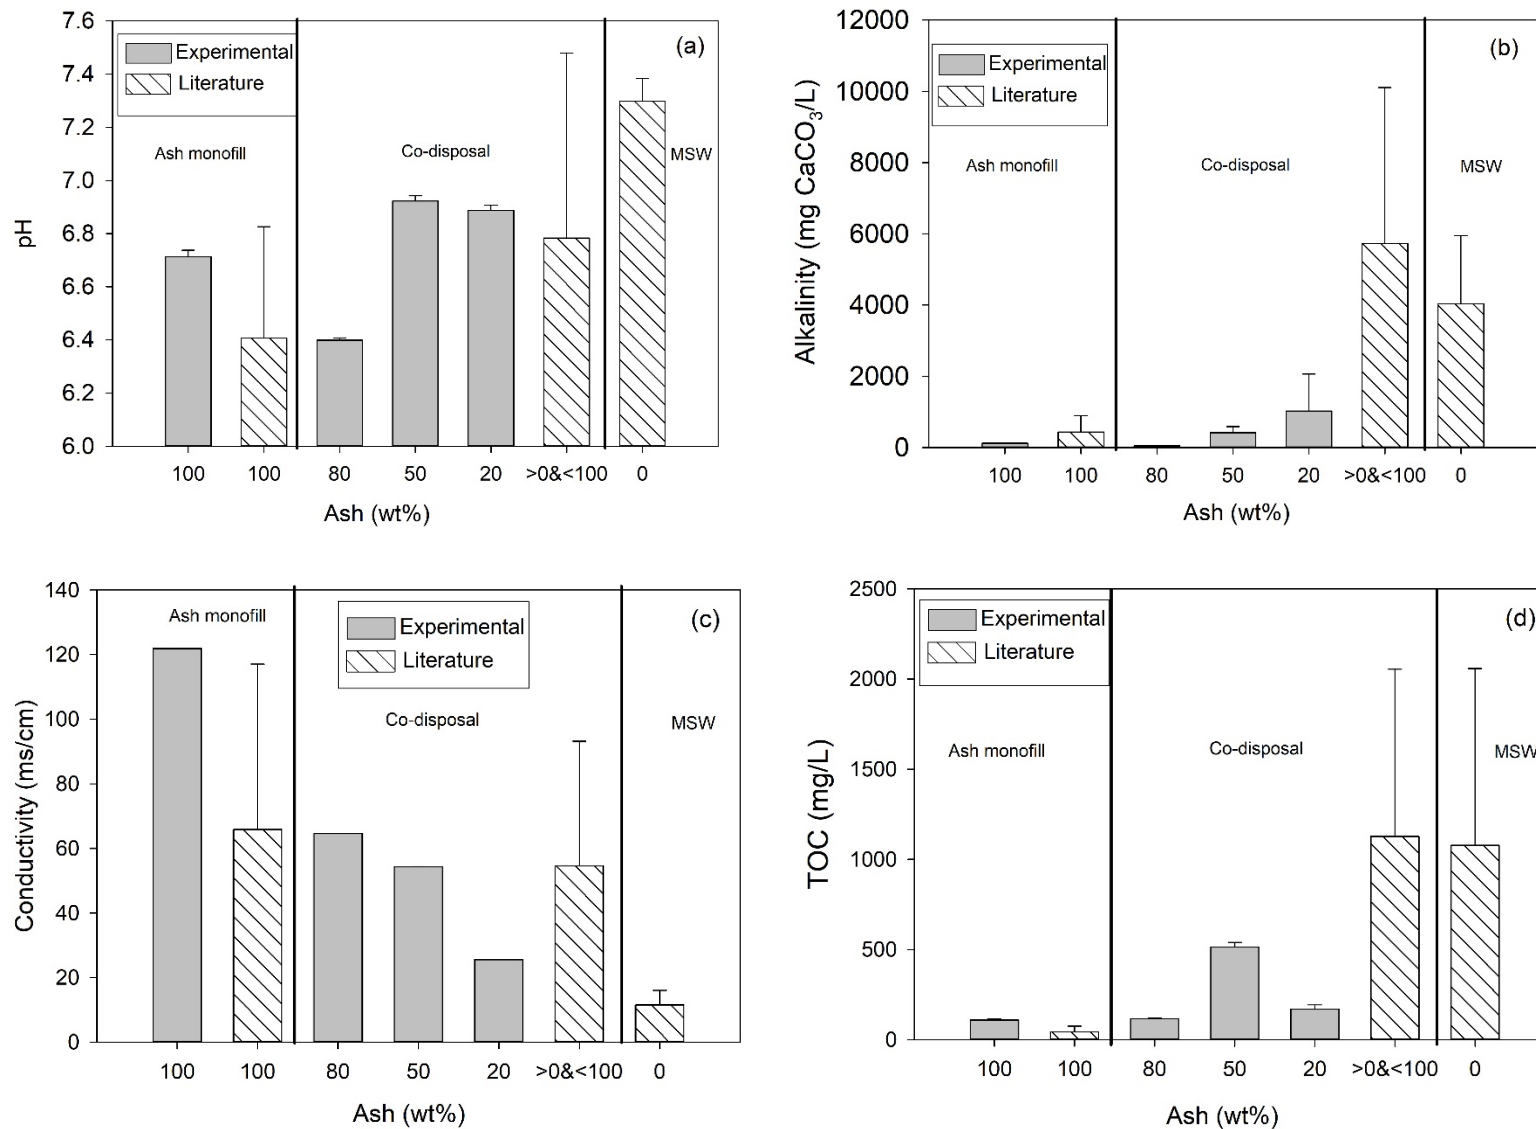 (a)
Experimental
Literature
Ash monofill
Co-disposal
MSW
pH
7.6
7.4
7.2
7.0
6.8
6.6
6.4
6.2
6.0
100 100 80 50 20 >0&<100 0
Ash (wt%)
(b)
Experimental
Literature
Ash monofill
Co-disposal
MSW
Alkalinity (mg CaCO₃/L)
12000
10000
8000
6000
4000
2000
0
100 100 80 50 20 >0&<100 0
Ash (wt%)
(c)
Ash monofill
Experimental
Literature
Co-disposal
MSW
Conductivity (ms/cm)
140
120
100
80
60
40
20
0
100 100 80 50 20 >0&<100 0
Ash (wt%)
(d)
Experimental
Literature
Ash monofill
Co-disposal
MSW
TOC (mg/L)
2500
2000
1500
1000
500
0
100 100 80 50 20 >0&<100 0
Ash (wt%)